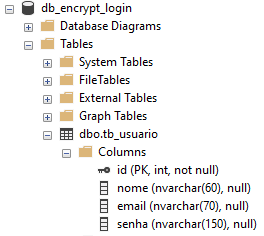 db_encrypt_login
Database Diagrams
Tables
System Tables
FileTables
External Tables
Graph Tables
dbo.tb_usuario
Columns
id (PK, int, not null)
nome (nvarchar(60), null)
email (nvarchar(70), null)
senha (nvarchar(150), null)